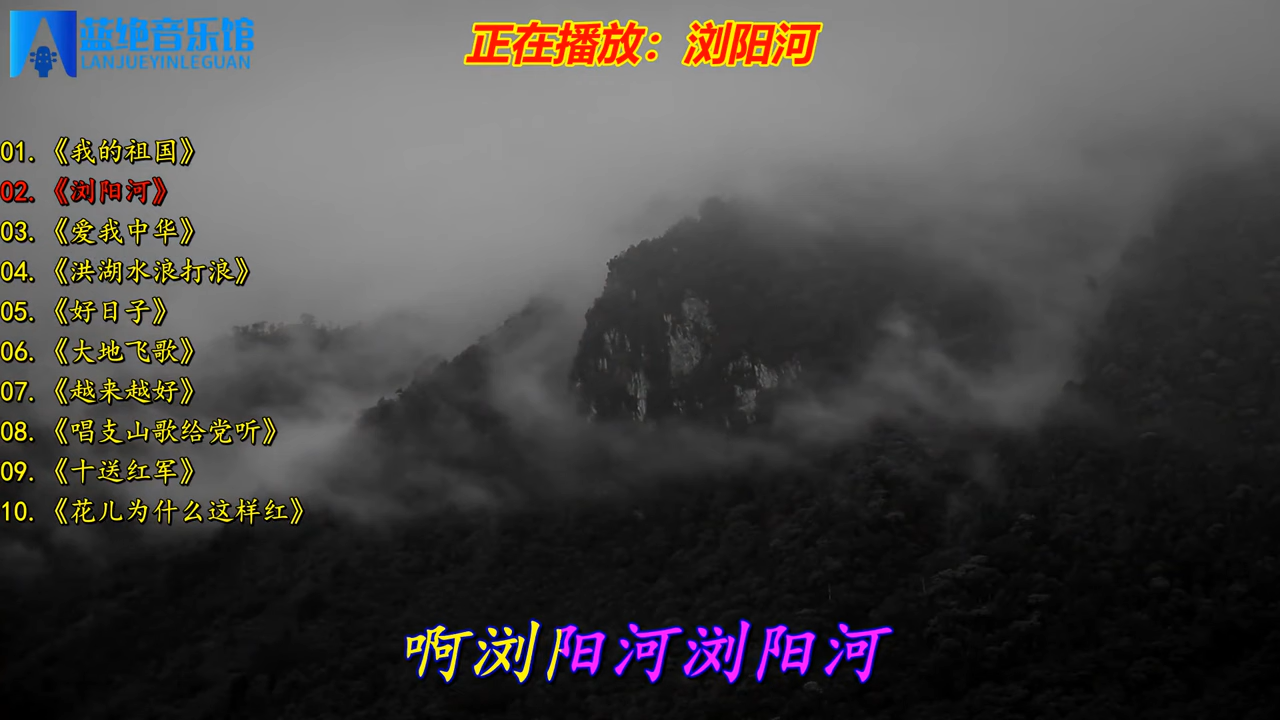 蓝绝音乐馆
LANJUEYINLEGUAN
正在播放：浏阳河
01.《我的祖国》
02.《浏阳河》
03.《爱我中华》
04.《洪湖水浪打浪》
05.《好日子》
06.《大地飞歌》
07.《越来越好》
08.《唱支山歌给党听》
09.《十送红军》
10.《花儿为什么这样红》
啊浏阳河浏阳河